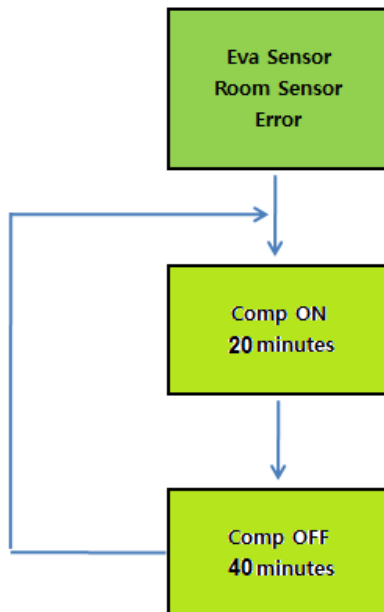 Eva Sensor
Room Sensor
Error
Comp ON
20 minutes
Comp OFF
40 minutes